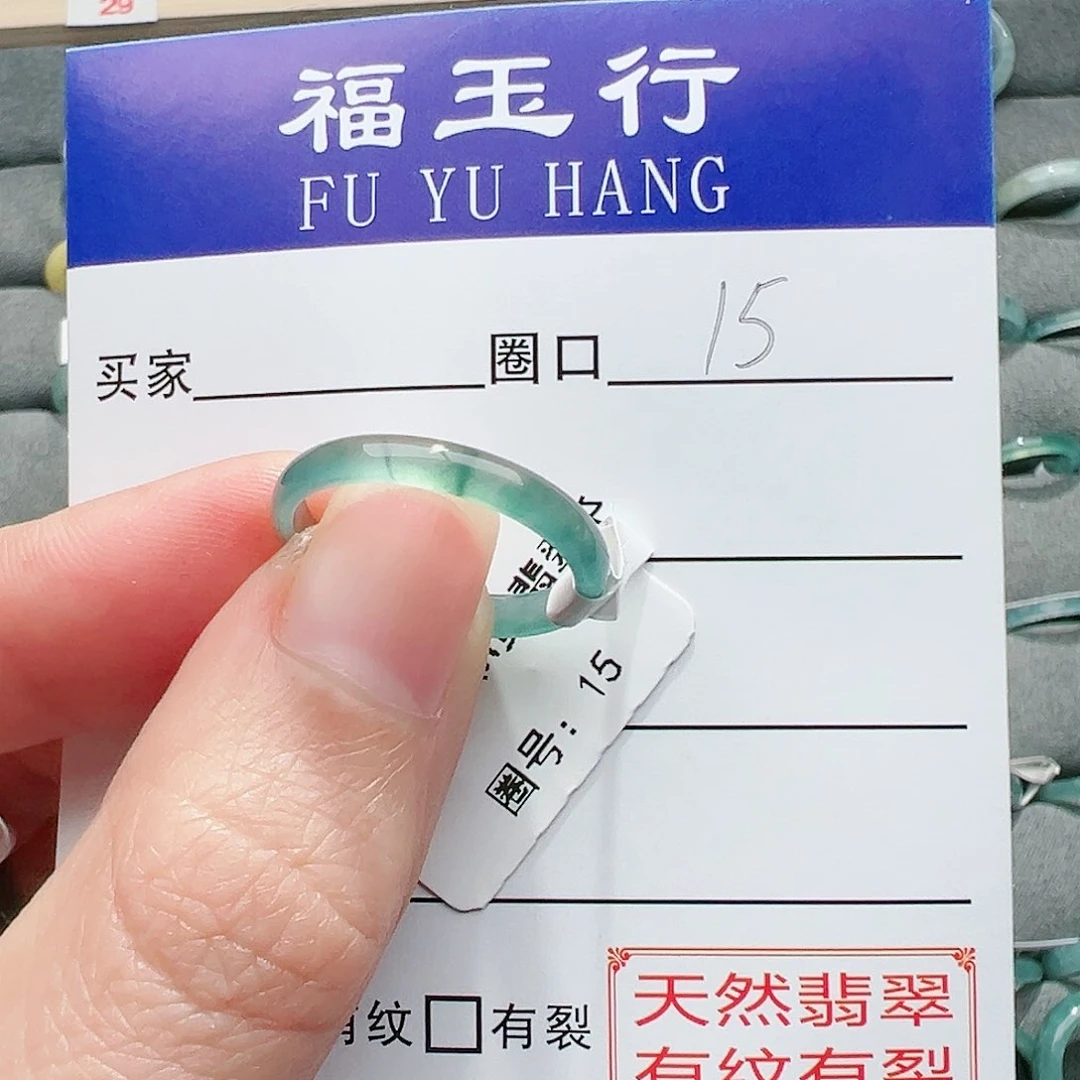 29
福玉行
FU YU HANG
买家 圈口 15
翡
圈号: 15
有纹 有裂
天然翡翠
有纹有裂